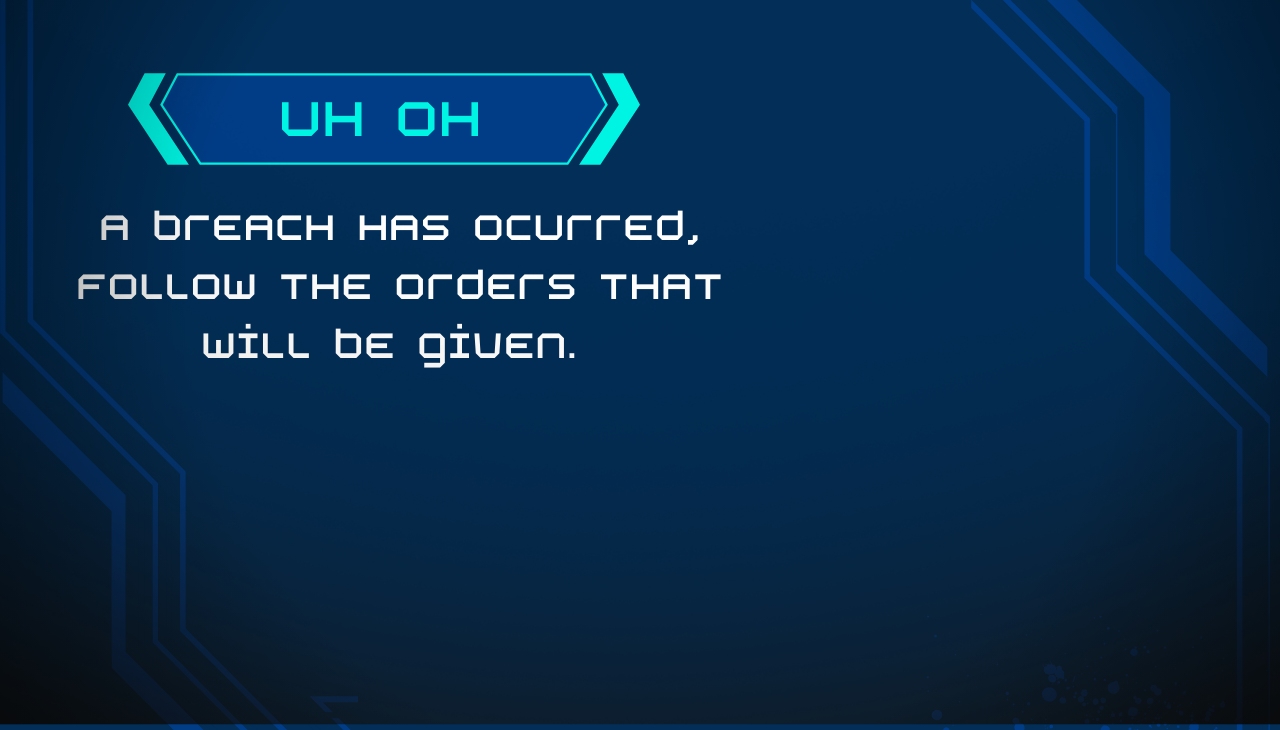 UH OH
A brEACH HAS OCUrrEd,
FOLLOW THE OrdErS THAT
WiLL bE giVEn.